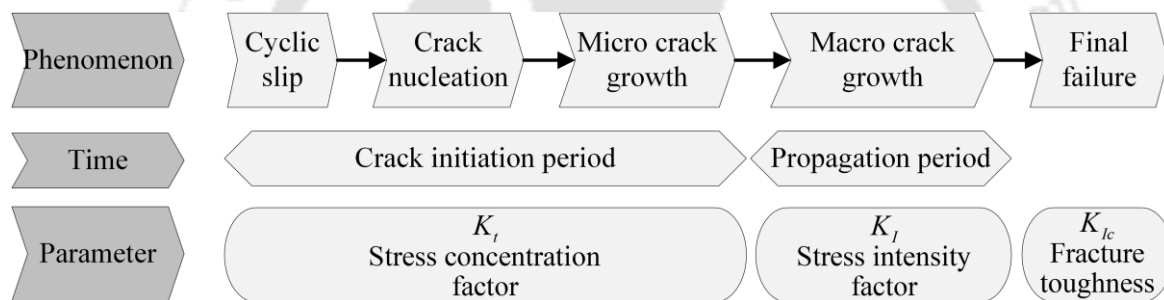 Phenomenon
Cyclic
slip
Crack
nucleation
Micro crack
growth
Macro crack
growth
Final
failure
Time
Crack initiation period
Propagation period
Parameter
K_t
Stress concentration
factor
K_I
Stress intensity
factor
K_Ic
Fracture
toughness